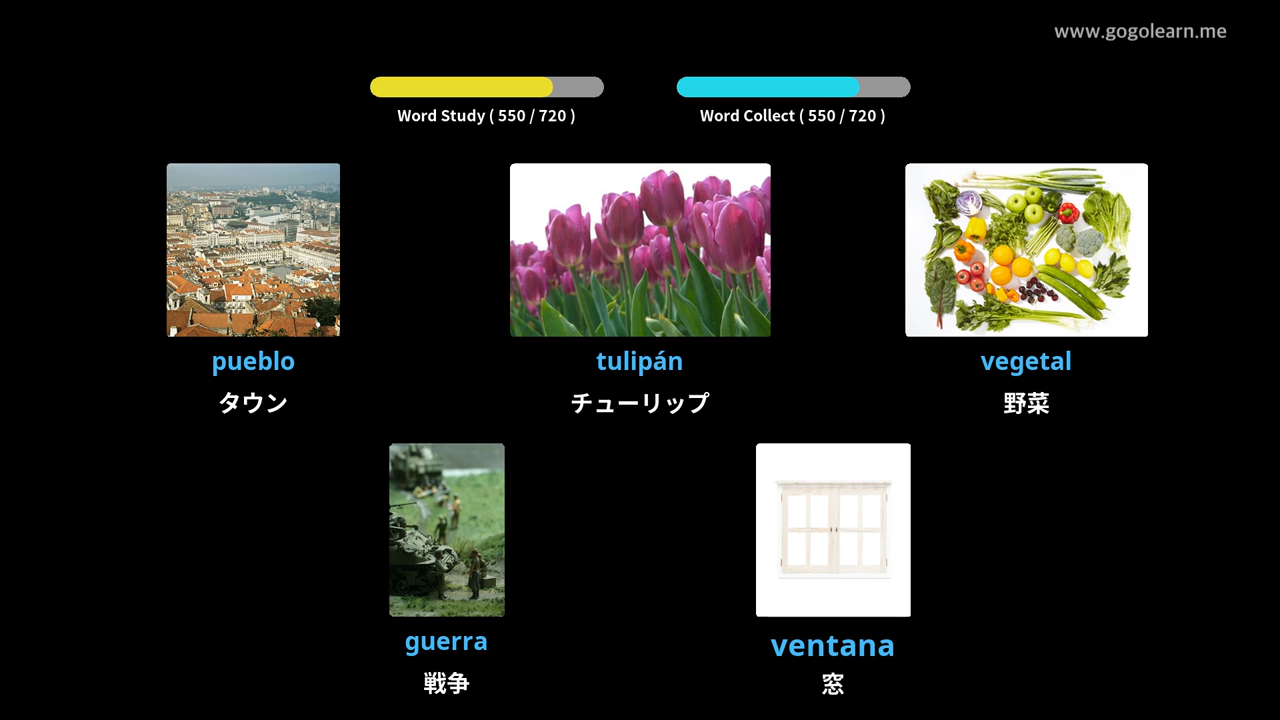 www.gogolearn.me
Word Study ( 550 / 720 )
Word Collect ( 550 / 720 )
pueblo
タウン
tulipán
チューリップ
vegetal
野菜
guerra
戦争
ventana
窓